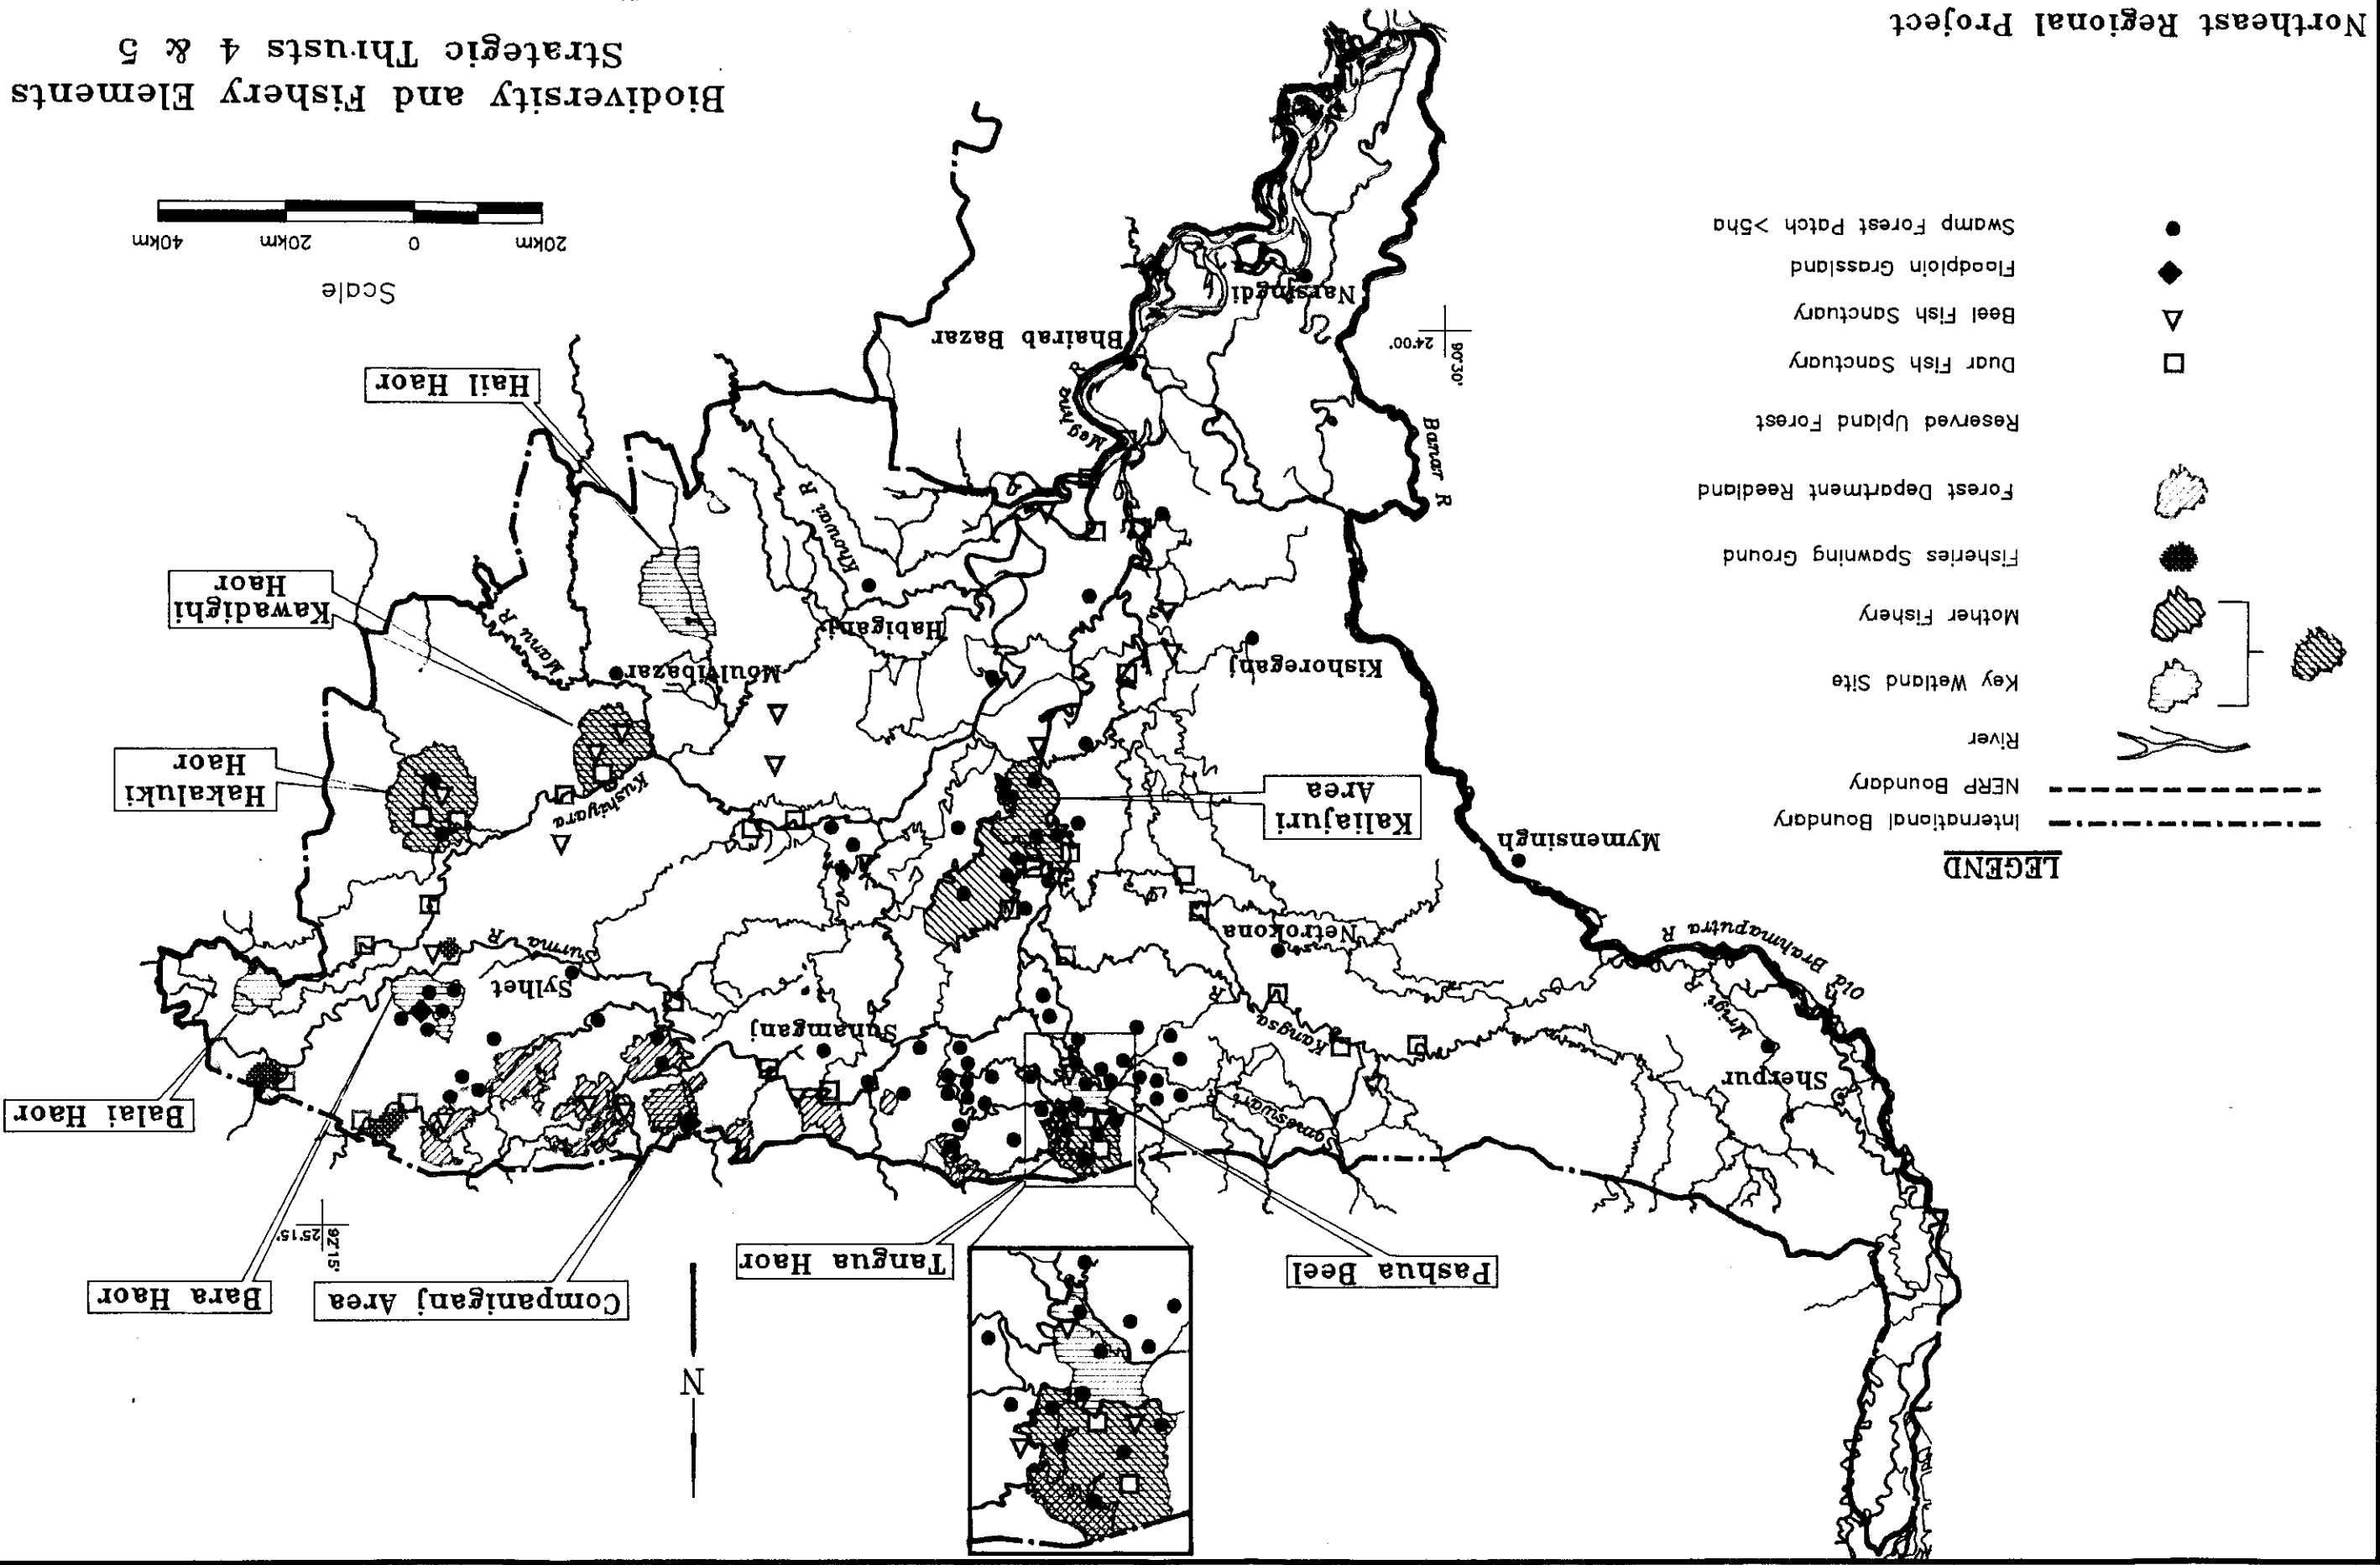 Pashua Beel
Tangua Haor
Companiganj Area
Bara Haor
Balai Haor
Hakaluki
Haor
Kawadighi
Haor
Hail Haor
Kaliajuri
Area
N
92°15'
25°15'
90°30'
24°00'
Old Brahmaputra R
Mrigi R
Sherpur
Someswari R
Kangsa R
Sunamganj
Sylhet
Surma R
Netrokona
Mymensingh
Kushiyara
Kishoreganj
Moulvibazar
Manu R
Habiganj
Khowai R
Banar R
Meghna R
Bhairab Bazar
Narsingdi
LEGEND
International Boundary
NERP Boundary
River
Key Wetland Site
Mother Fishery
Fisheries Spawning Ground
Forest Department Reedland
Reserved Upland Forest
Duar Fish Sanctuary
Beel Fish Sanctuary
Floodplain Grassland
Swamp Forest Patch >5ha
Scale
20km 0 20km 40km
Biodiversity and Fishery Elements
Strategic Thrusts 4 & 5
Northeast Regional Project